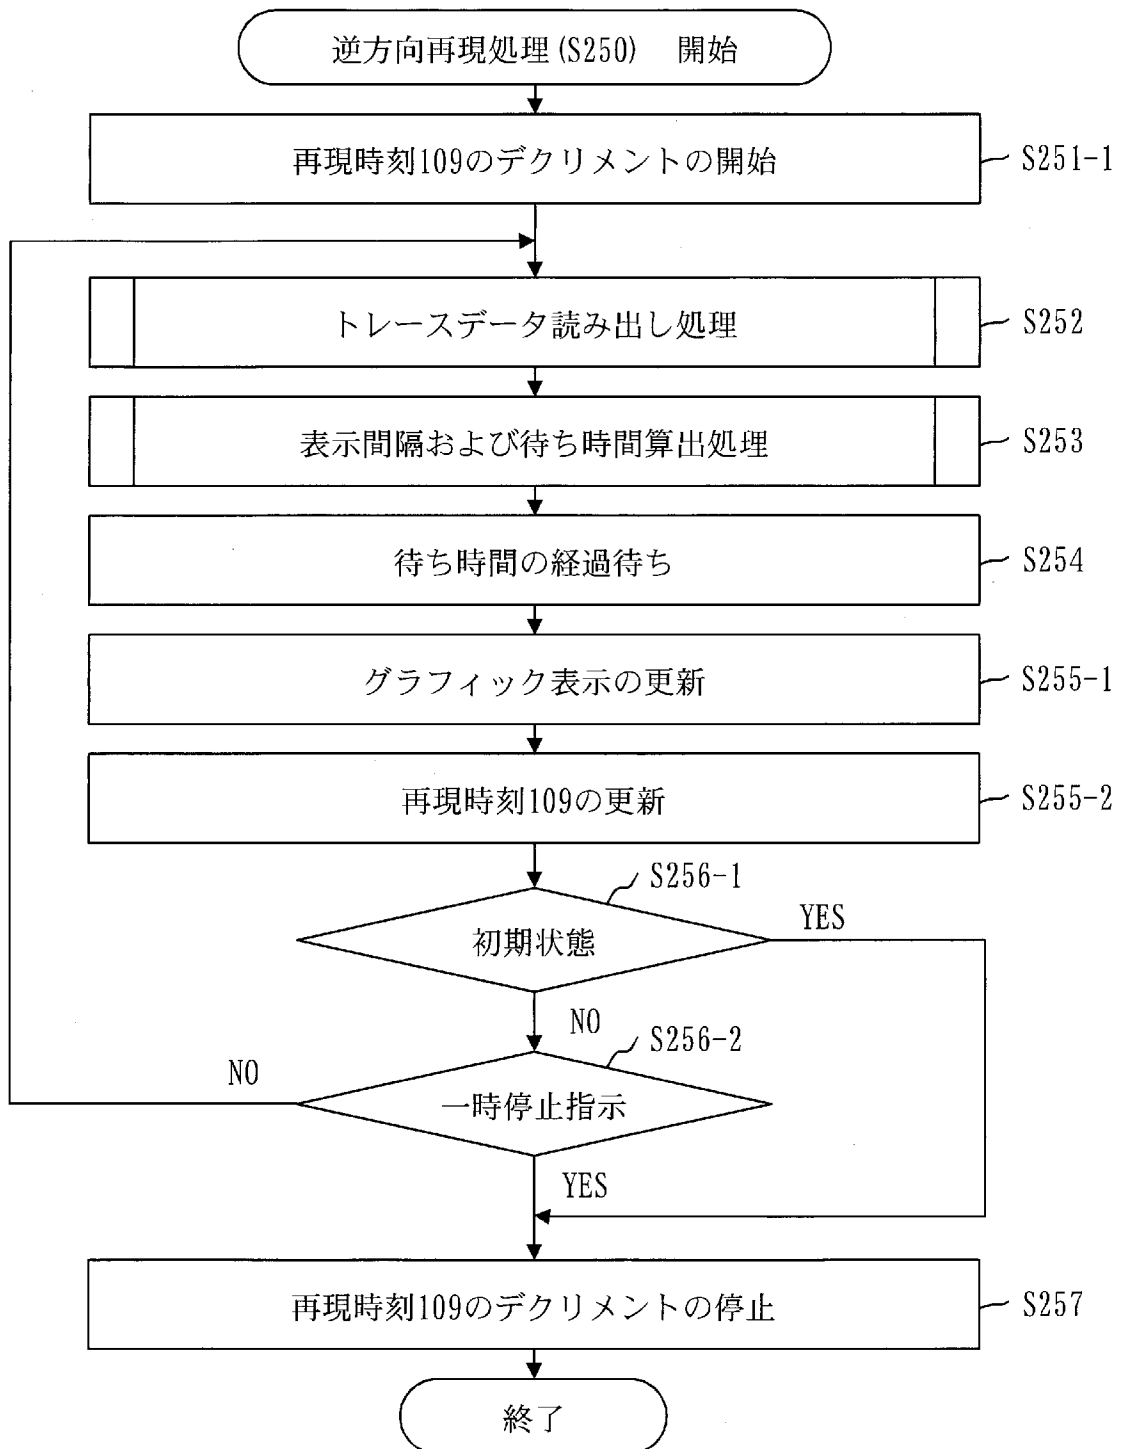 逆方向再現処理(S250) 開始
再現時刻109のデクリメントの開始
S251-1
トレースデータ読み出し処理
S252
表示間隔および待ち時間算出処理
S253
待ち時間の経過待ち
S254
グラフィック表示の更新
S255-1
再現時刻109の更新
S255-2
S256-1
初期状態
YES
NO
S256-2
一時停止指示
NO
YES
再現時刻109のデクリメントの停止
S257
終了